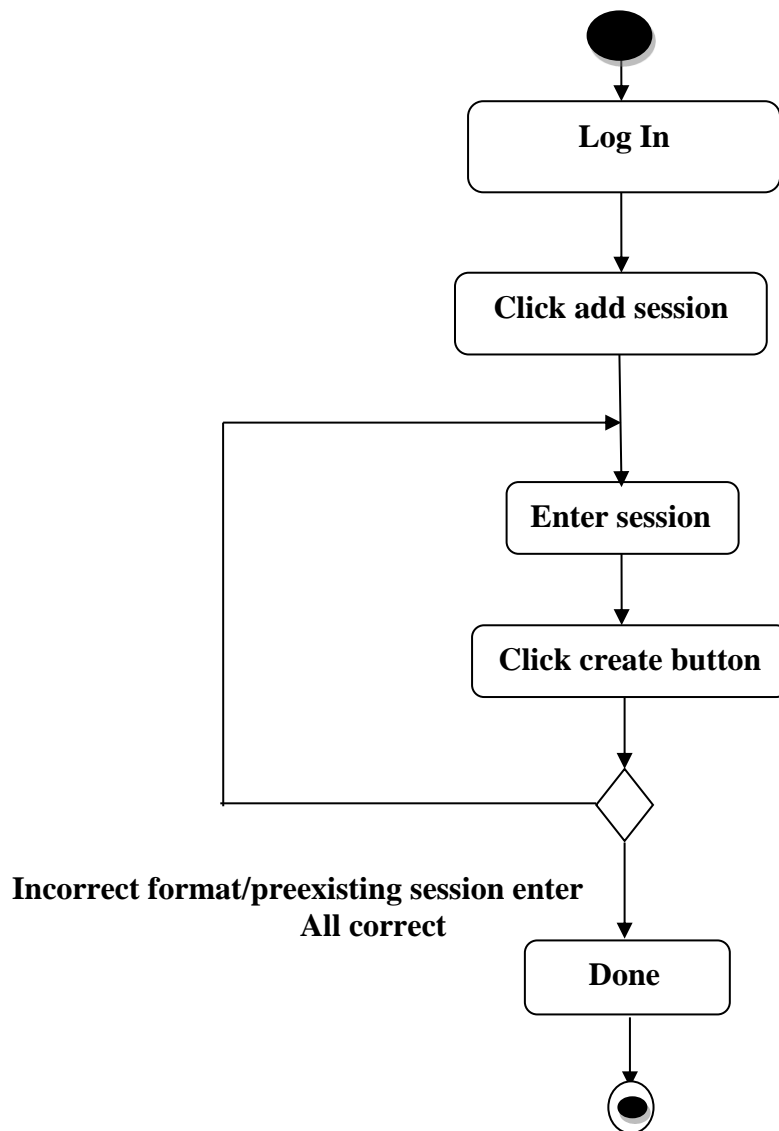 Log In
Click add session
Enter session
Click create button
Incorrect format/preexisting session enter
All correct
Done